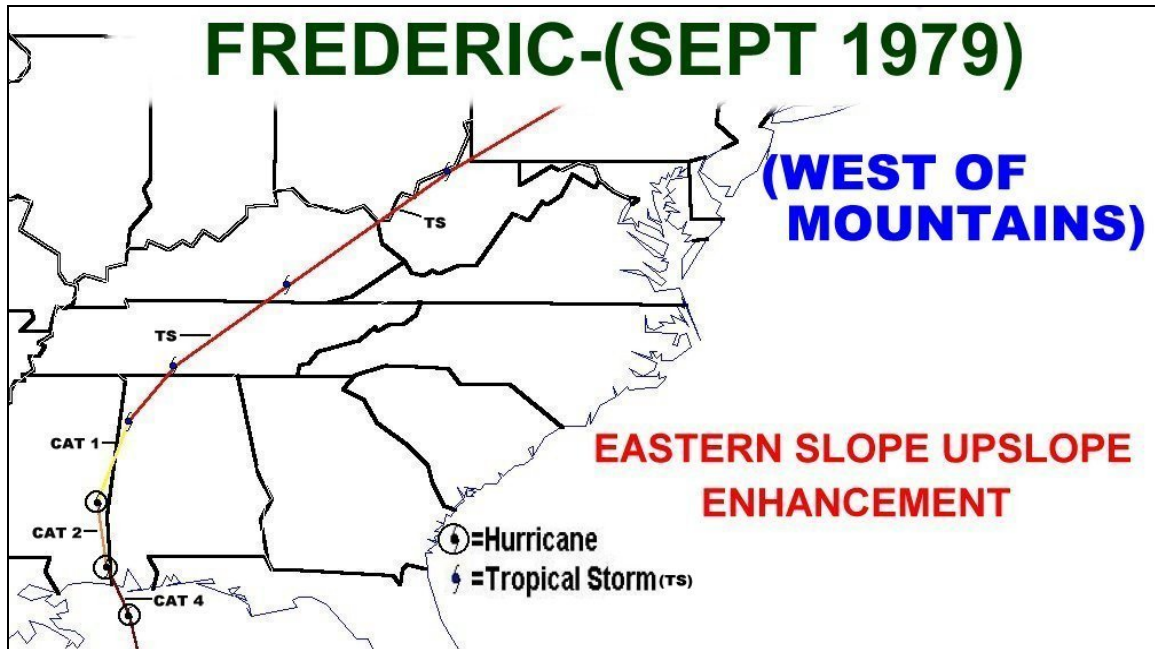 FREDERIC-(SEPT 1979)
(WEST OF
MOUNTAINS)
TS
TS
CAT 1
EASTERN SLOPE UPSLOPE
ENHANCEMENT
CAT 2
=Hurricane
=Tropical Storm(TS)
CAT 4